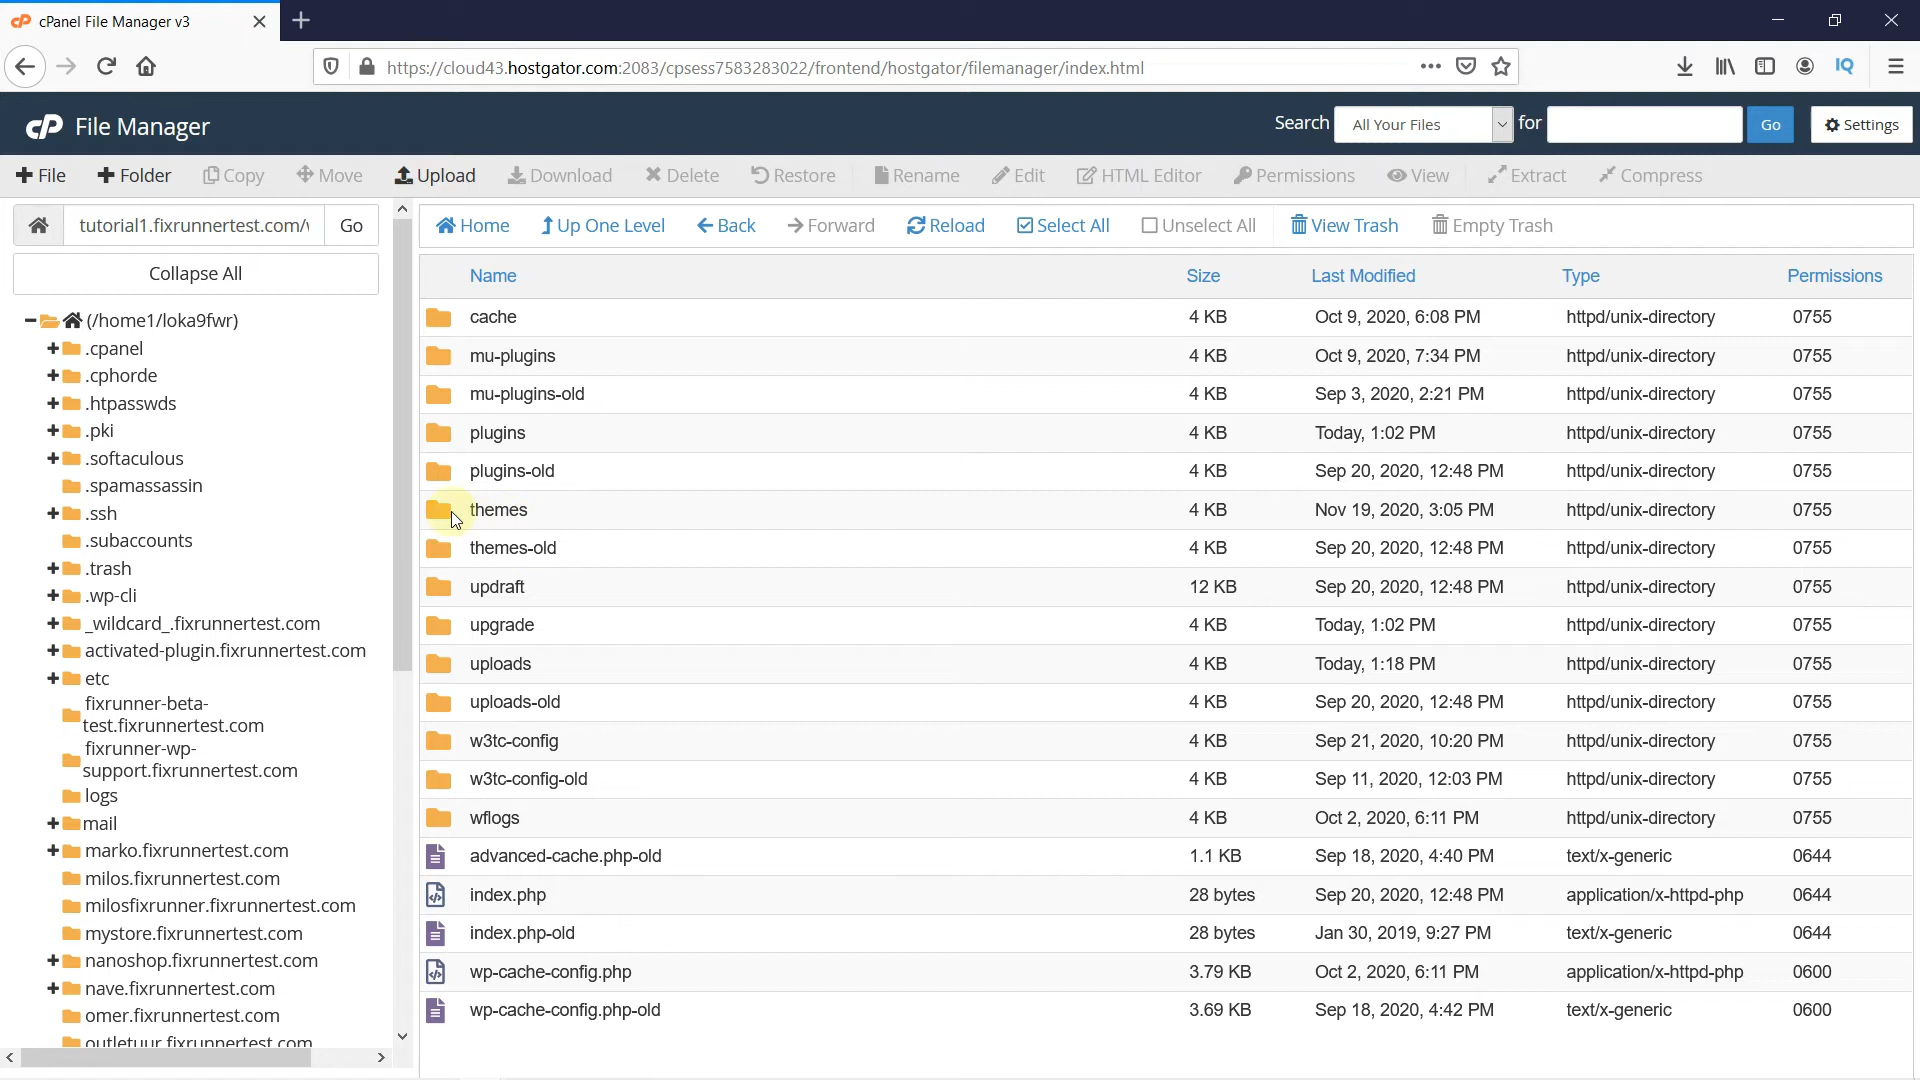 cPanel File Manager v3
https://cloud43.hostgator.com:2083/cpsess7583283022/frontend/hostgator/filemanager/index.html
IQ
cP File Manager
Search All Your Files for Go Settings
File Folder Copy Move Upload Download Delete Restore Rename Edit HTML Editor Permissions View Extract Compress
tutorial1.fixrunnertest.com/ Go
Home Up One Level Back Forward Reload Select All Unselect All View Trash Empty Trash
Collapse All
(/home1/loka9fwr)
.cpanel
.cphorde
.htpasswds
.pki
.softaculous
.spamassassin
.ssh
.subaccounts
.trash
.wp-cli
_wildcard_.fixrunnertest.com
activated-plugin.fixrunnertest.com
etc
fixrunner-beta-
test.fixrunnertest.com
fixrunner-wp-
support.fixrunnertest.com
logs
mail
marko.fixrunnertest.com
milos.fixrunnertest.com
milosfixrunner.fixrunnertest.com
mystore.fixrunnertest.com
nanoshop.fixrunnertest.com
nave.fixrunnertest.com
omer.fixrunnertest.com
outletuur.fixrunnertest.com
Name Size Last Modified Type Permissions
cache 4 KB Oct 9, 2020, 6:08 PM httpd/unix-directory 0755
mu-plugins 4 KB Oct 9, 2020, 7:34 PM httpd/unix-directory 0755
mu-plugins-old 4 KB Sep 3, 2020, 2:21 PM httpd/unix-directory 0755
plugins 4 KB Today, 1:02 PM httpd/unix-directory 0755
plugins-old 4 KB Sep 20, 2020, 12:48 PM httpd/unix-directory 0755
themes 4 KB Nov 19, 2020, 3:05 PM httpd/unix-directory 0755
themes-old 4 KB Sep 20, 2020, 12:48 PM httpd/unix-directory 0755
updraft 12 KB Sep 20, 2020, 12:48 PM httpd/unix-directory 0755
upgrade 4 KB Today, 1:02 PM httpd/unix-directory 0755
uploads 4 KB Today, 1:18 PM httpd/unix-directory 0755
uploads-old 4 KB Sep 20, 2020, 12:48 PM httpd/unix-directory 0755
w3tc-config 4 KB Sep 21, 2020, 10:20 PM httpd/unix-directory 0755
w3tc-config-old 4 KB Sep 11, 2020, 12:03 PM httpd/unix-directory 0755
wflogs 4 KB Oct 2, 2020, 6:11 PM httpd/unix-directory 0755
advanced-cache.php-old 1.1 KB Sep 18, 2020, 4:40 PM text/x-generic 0644
index.php 28 bytes Sep 20, 2020, 12:48 PM application/x-httpd-php 0644
index.php-old 28 bytes Jan 30, 2019, 9:27 PM text/x-generic 0644
wp-cache-config.php 3.79 KB Oct 2, 2020, 6:11 PM application/x-httpd-php 0600
wp-cache-config.php-old 3.69 KB Sep 18, 2020, 4:42 PM text/x-generic 0600